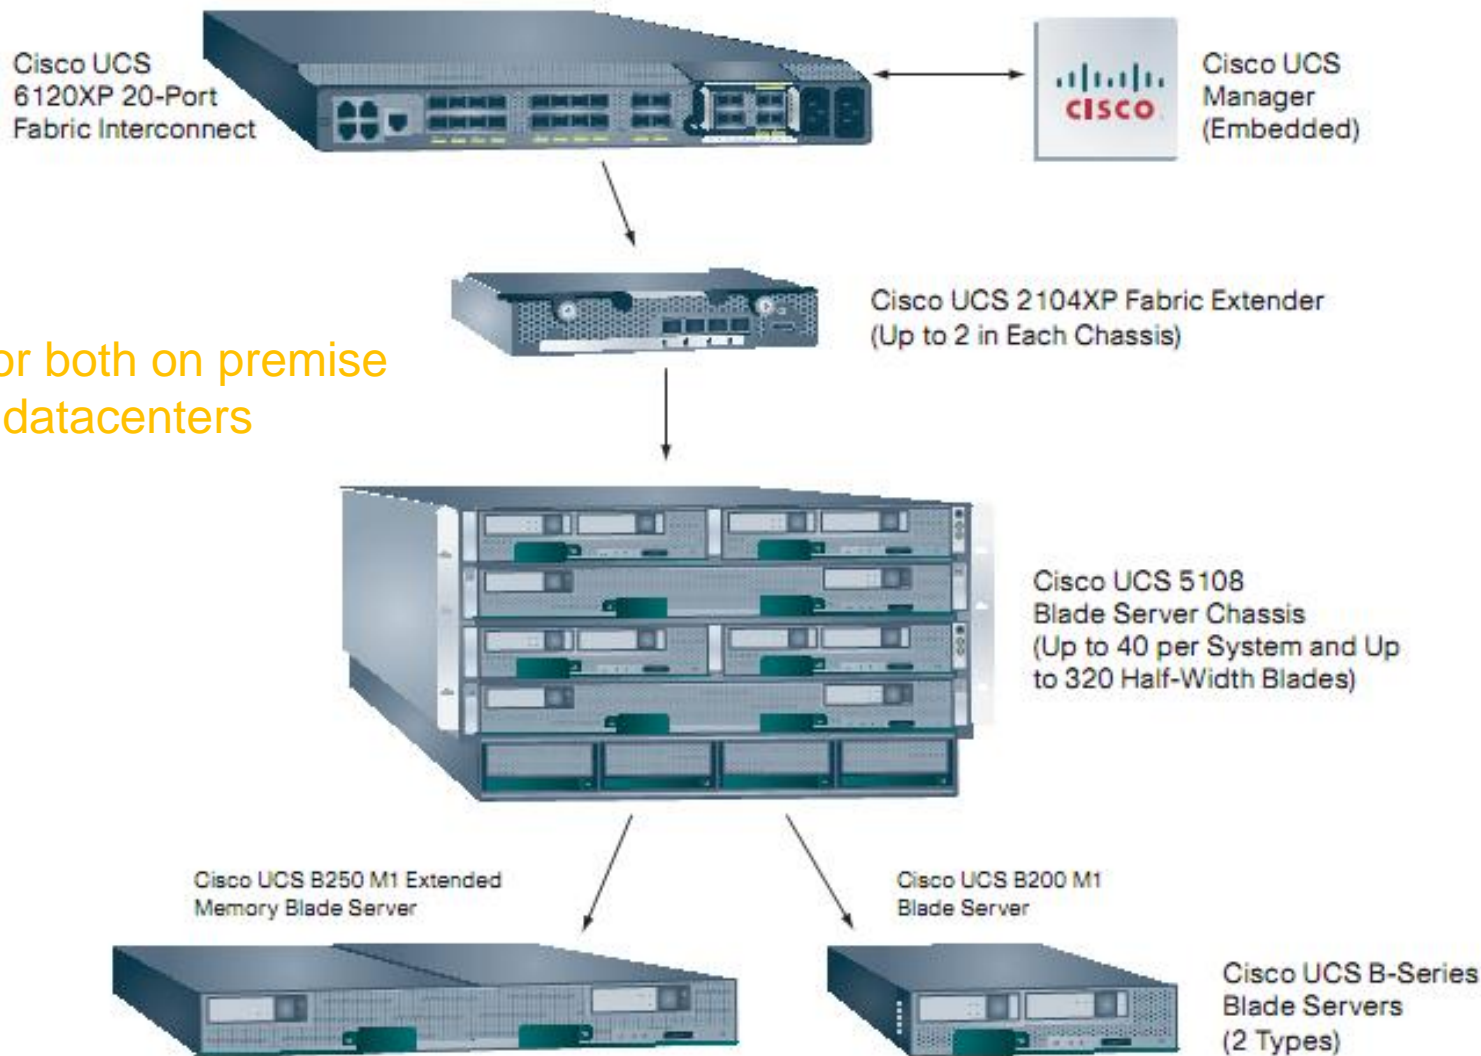 Cisco UCS
6120XP 20-Port
Fabric Interconnect
CISCO
Cisco UCS
Manager
(Embedded)
Cisco UCS 2104XP Fabric Extender
(Up to 2 in Each Chassis)
or both on premise
datacenters
Cisco UCS 5108
Blade Server Chassis
(Up to 40 per System and Up
to 320 Half-Width Blades)
Cisco UCS B250 M1 Extended
Memory Blade Server
Cisco UCS B200 M1
Blade Server
Cisco UCS B-Series
Blade Servers
(2 Types)